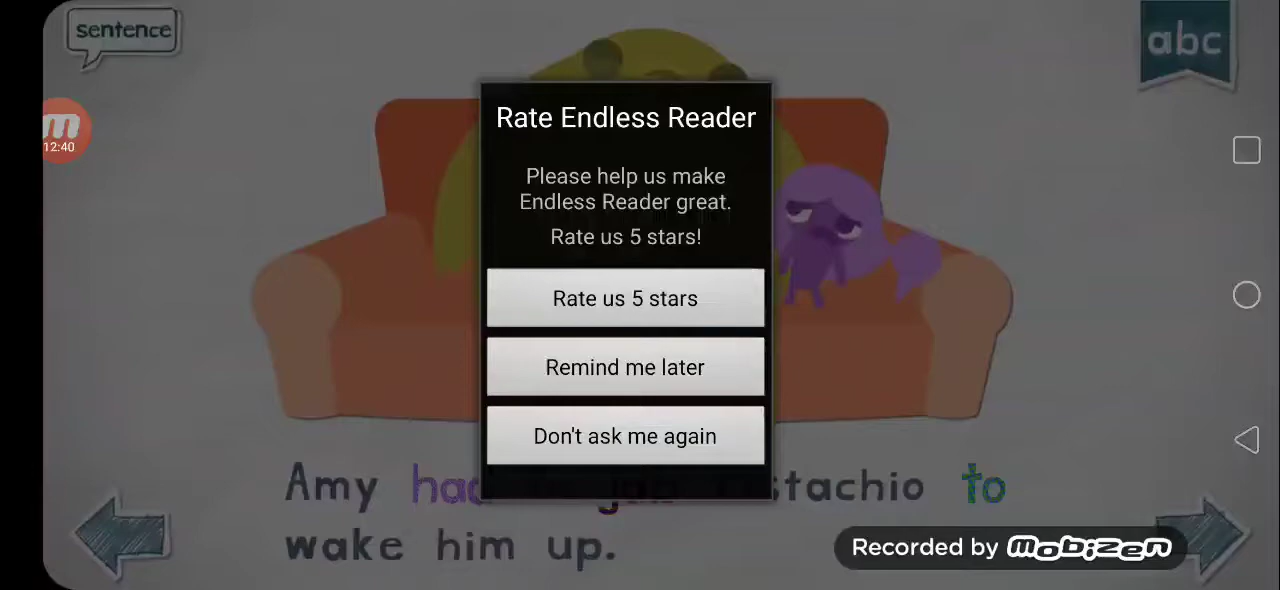 sentence
abc
12:40
Rate Endless Reader
Please help us make
Endless Reader great.
Rate us 5 stars!
Rate us 5 stars
Remind me later
Don't ask me again
Amy had to jab to
wake him up.
Recorded by mobizen